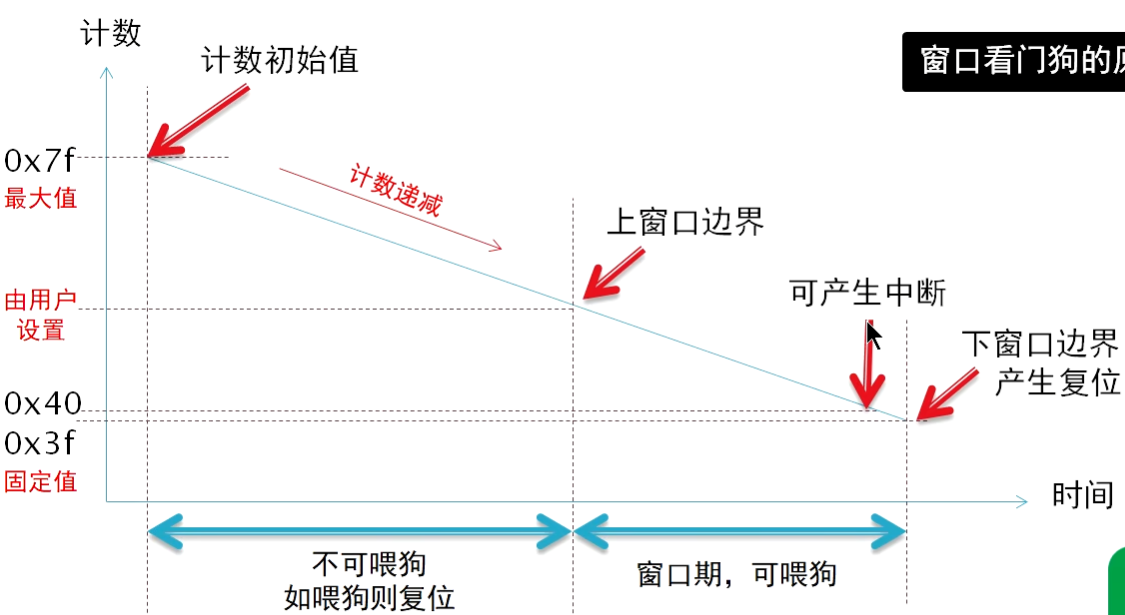 计数
计数初始值
窗口看门狗的
0x7f
最大值
计数递减
上窗口边界
由用户
设置
可产生中断
下窗口边界
产生复位
0x40
0x3f
固定值
时间
不可喂狗
如喂狗则复位
窗口期，可喂狗